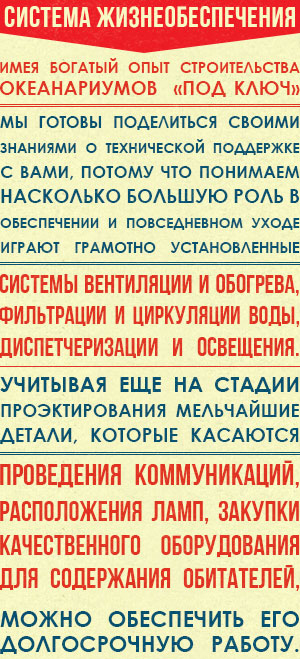 СИСТЕМА ЖИЗНЕОБЕСПЕЧЕНИЯ
ИМЕЯ БОГАТЫЙ ОПЫТ СТРОИТЕЛЬСТВА
ОКЕАНАРИУМОВ «ПОД КЛЮЧ»
МЫ ГОТОВЫ ПОДЕЛИТЬСЯ СВОИМИ
ЗНАНИЯМИ О ТЕХНИЧЕСКОЙ ПОДДЕРЖКЕ
С ВАМИ, ПОТОМУ ЧТО ПОНИМАЕМ
НАСКОЛЬКО БОЛЬШУЮ РОЛЬ В
ОБЕСПЕЧЕНИИ И ПОВСЕДНЕВНОМ УХОДЕ
ИГРАЮТ ГРАМОТНО УСТАНОВЛЕННЫЕ
СИСТЕМЫ ВЕНТИЛЯЦИИ И ОБОГРЕВА,
ФИЛЬТРАЦИИ И ЦИРКУЛЯЦИИ ВОДЫ,
ДИСПЕТЧЕРИЗАЦИИ И ОСВЕЩЕНИЯ.
УЧИТЫВАЯ ЕЩЕ НА СТАДИИ
ПРОЭКТИРОВАНИЯ МЕЛЬЧАЙШИЕ
ДЕТАЛИ, КОТОРЫЕ КАСАЮТСЯ
ПРОВЕДЕНИЯ КОММУНИКАЦИЙ,
РАСПОЛОЖЕНИЯ ЛАМП, ЗАКУПКИ
КАЧЕСТВЕННОГО ОБОРУДОВАНИЯ
ДЛЯ СОДЕРЖАНИЯ ОБИТАТЕЛЕЙ,
МОЖНО ОБЕСПЕЧИТЬ ЕГО
ДОЛГОСРОЧНУЮ РАБОТУ.